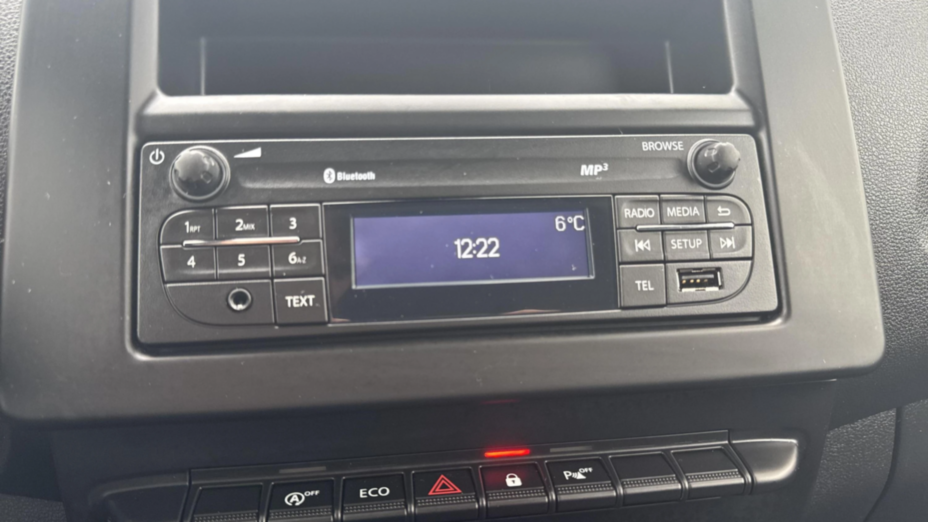 BROWSE
Bluetooth
MP3
1RPT 2MIX 3
6°C
RADIO MEDIA
12:22
SETUP
4 5 6A-Z
TEXT
TEL
A OFF
ECO
P OFF